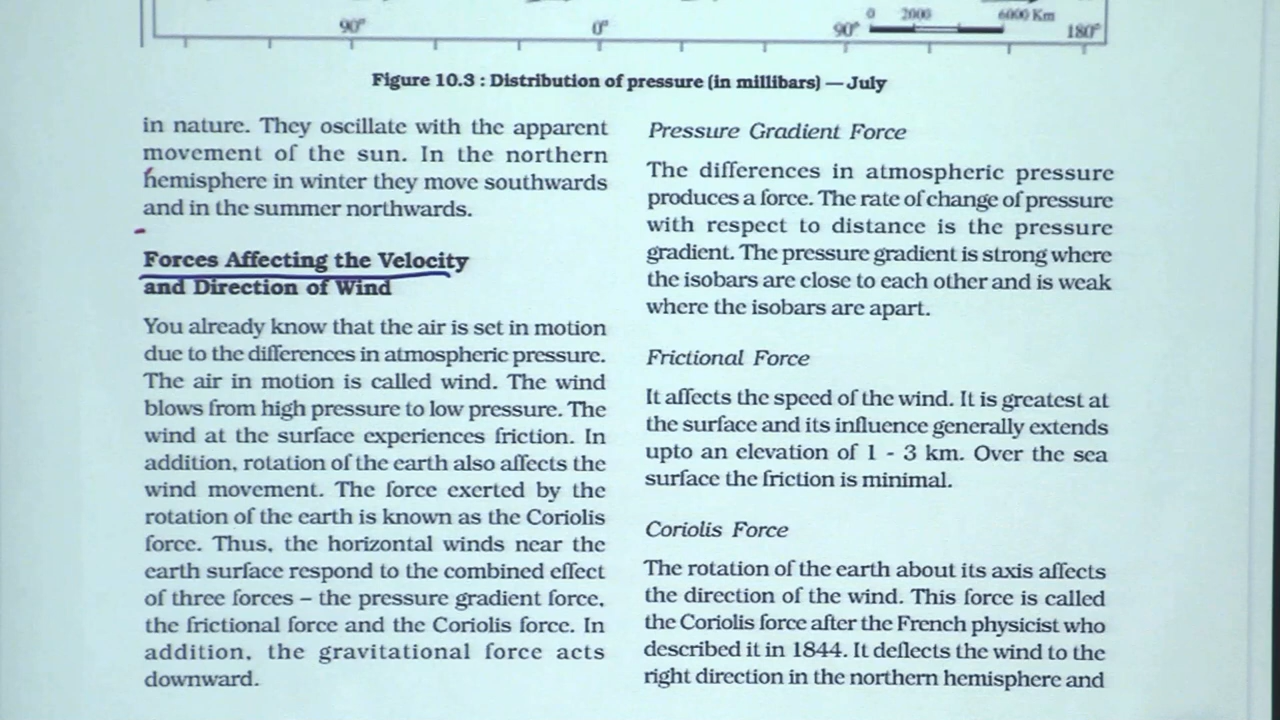 90° 0° 90° 0 2000 6000 Km 180°
Figure 10.3 : Distribution of pressure (in millibars) — July
in nature. They oscillate with the apparent
movement of the sun. In the northern
hemisphere in winter they move southwards
and in the summer northwards.
Forces Affecting the Velocity
and Direction of Wind
You already know that the air is set in motion
due to the differences in atmospheric pressure.
The air in motion is called wind. The wind
blows from high pressure to low pressure. The
wind at the surface experiences friction. In
addition, rotation of the earth also affects the
wind movement. The force exerted by the
rotation of the earth is known as the Coriolis
force. Thus, the horizontal winds near the
earth surface respond to the combined effect
of three forces – the pressure gradient force,
the frictional force and the Coriolis force. In
addition, the gravitational force acts
downward.
Pressure Gradient Force
The differences in atmospheric pressure
produces a force. The rate of change of pressure
with respect to distance is the pressure
gradient. The pressure gradient is strong where
the isobars are close to each other and is weak
where the isobars are apart.
Frictional Force
It affects the speed of the wind. It is greatest at
the surface and its influence generally extends
upto an elevation of 1 - 3 km. Over the sea
surface the friction is minimal.
Coriolis Force
The rotation of the earth about its axis affects
the direction of the wind. This force is called
the Coriolis force after the French physicist who
described it in 1844. It deflects the wind to the
right direction in the northern hemisphere and